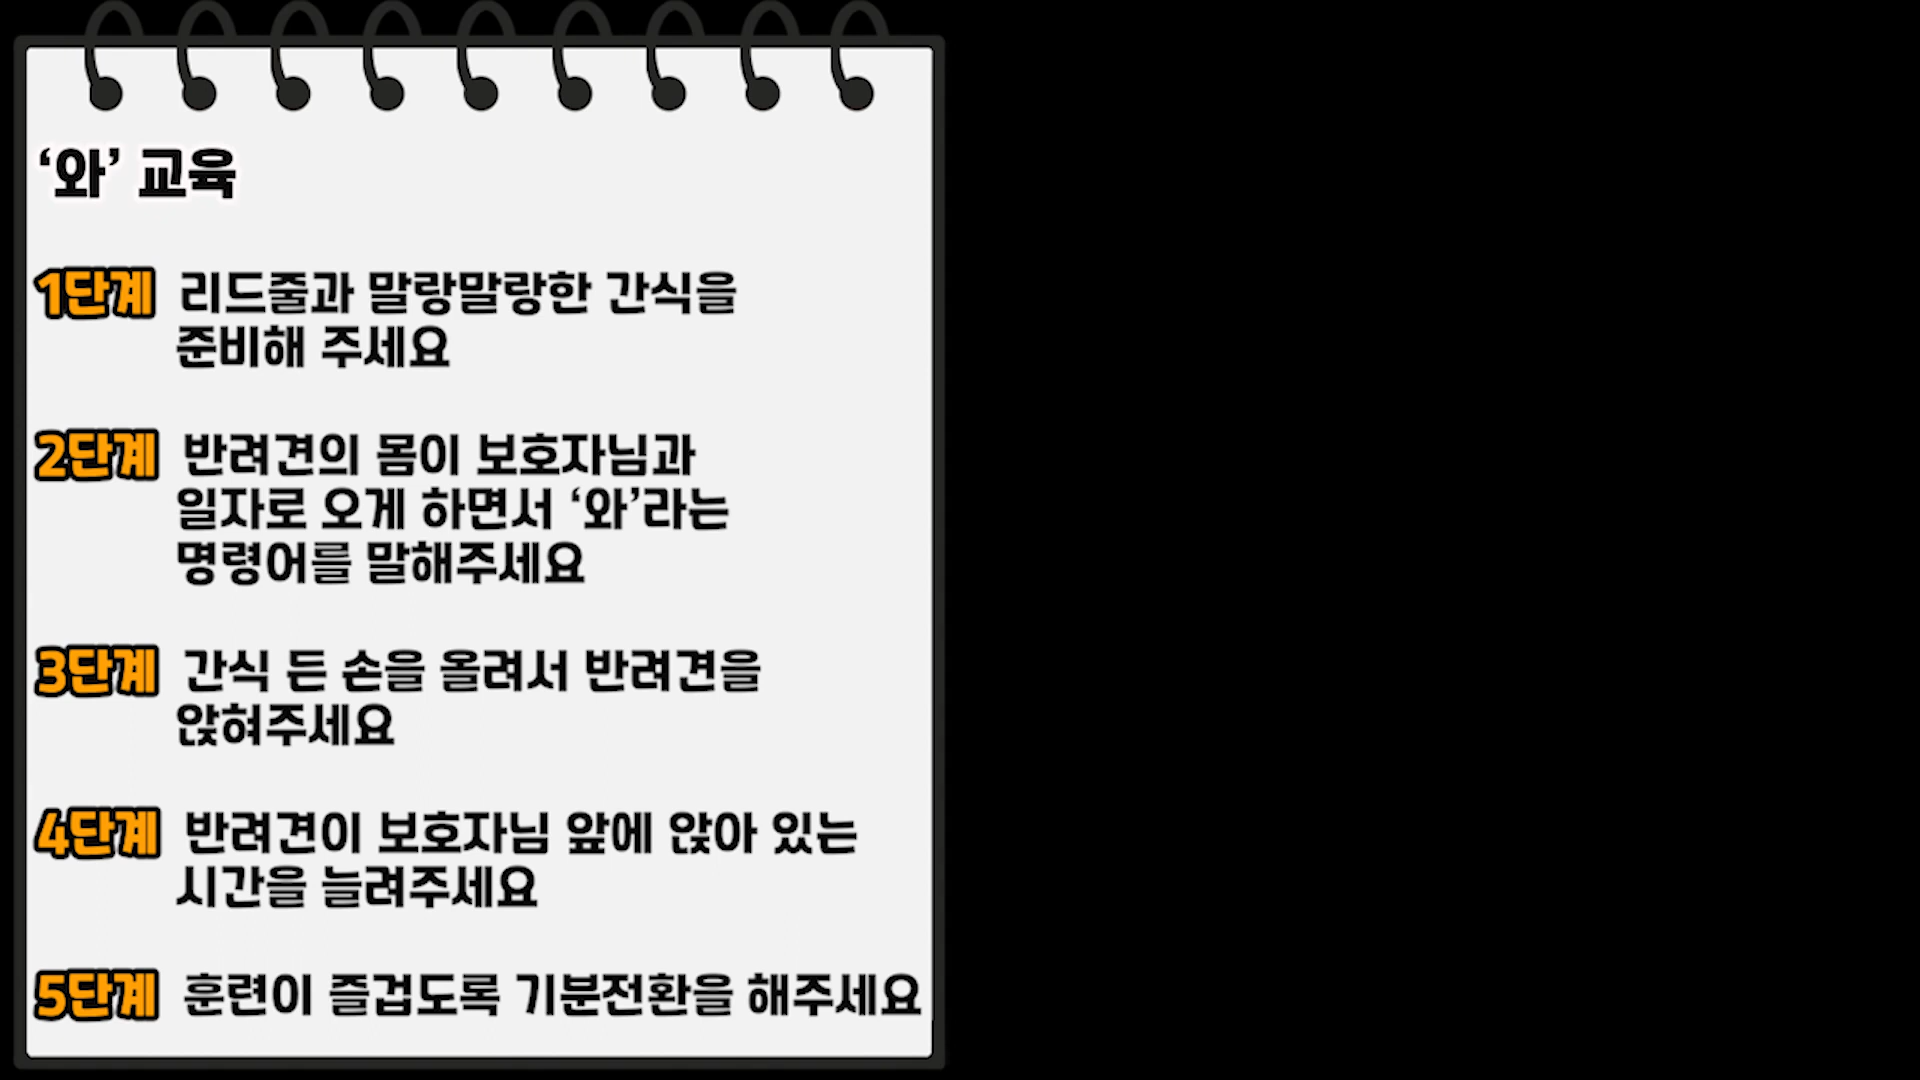 ‘와’ 교육
1단계 리드줄과 말랑말랑한 간식을
준비해 주세요
2단계 반려견의 몸이 보호자님과
일자로 오게 하면서 ‘와’라는
명령어를 말해주세요
3단계 간식 든 손을 올려서 반려견을
앉혀주세요
4단계 반려견이 보호자님 앞에 앉아 있는
시간을 늘려주세요
5단계 훈련이 즐겁도록 기분전환을 해주세요